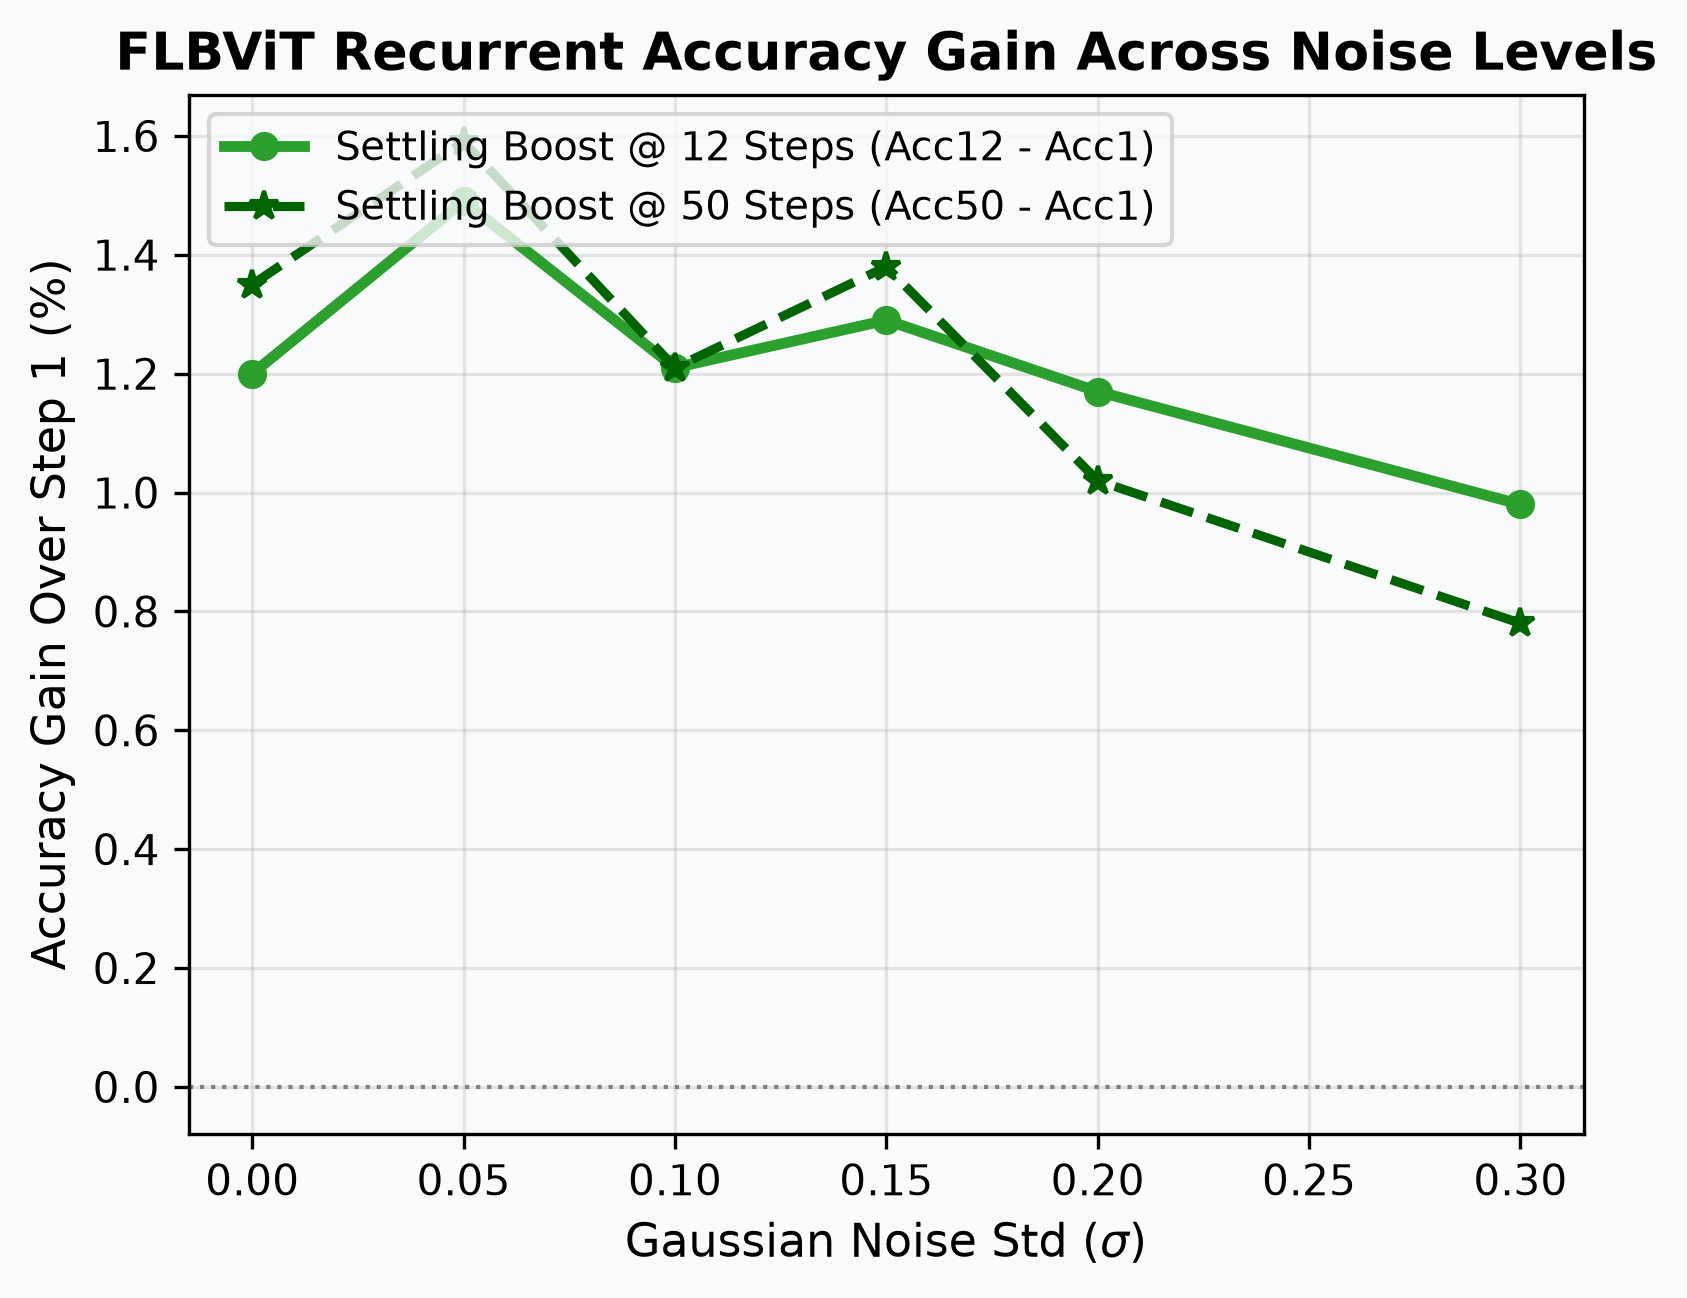 FLBViT Recurrent Accuracy Gain Across Noise Levels
Settling Boost @ 12 Steps (Acc12 - Acc1)
Settling Boost @ 50 Steps (Acc50 - Acc1)
Accuracy Gain Over Step 1 (%)
1.6
1.4
1.2
1.0
0.8
0.6
0.4
0.2
0.0
0.00 0.05 0.10 0.15 0.20 0.25 0.30
Gaussian Noise Std (σ)